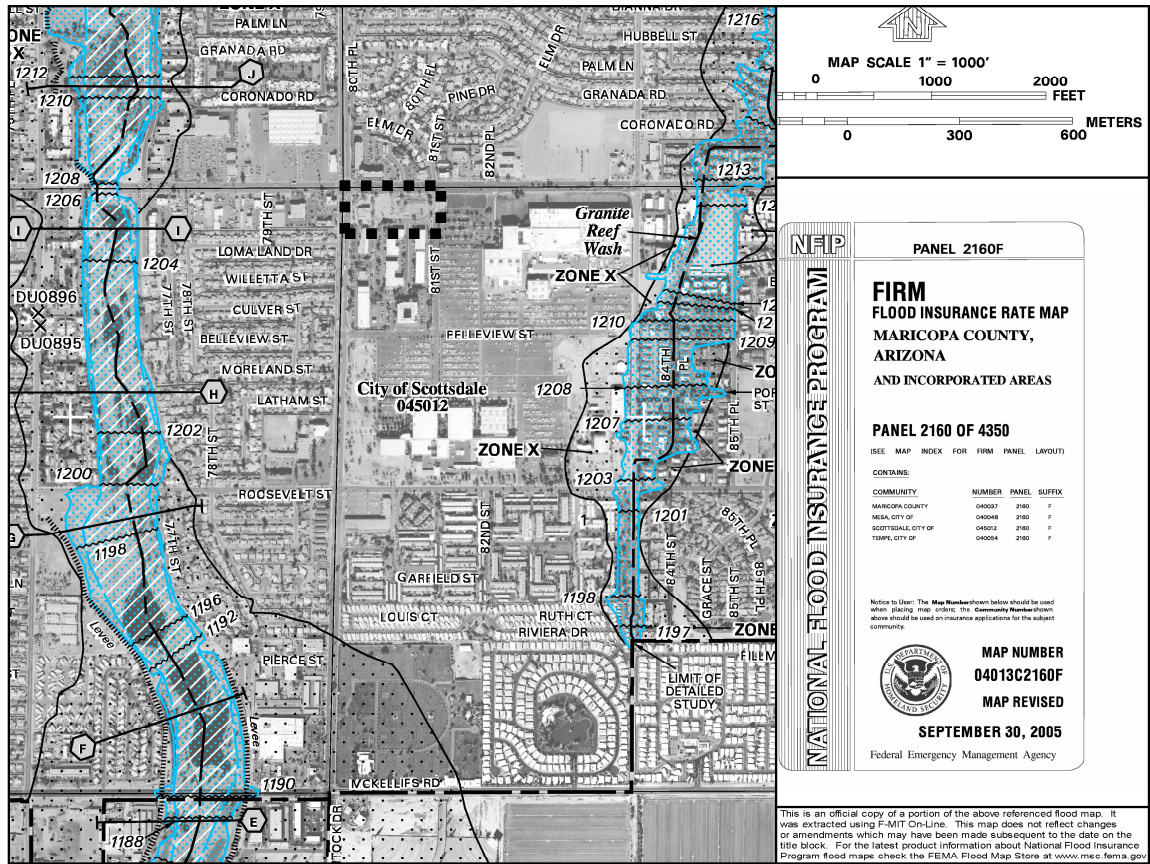 PALM LN
ZONE
X
GRANADA RD
1212
J
1210
CORONADO RD
80TH PL
80TH PL
ELM DR
81ST ST
PINE DR
82ND PL
ELM DR
HUBBELL ST
PALM LN
GRANADA RD
CORONADO RD
1216
1213
1208
1206
I
I
79TH ST
LOMA LAND DR
1204
WILLETTA ST
DU0896
77TH ST
78TH ST
CULVER ST
DU0895
BELLEVIEW ST
MORELAND ST
H
LATHAM ST
1202
78TH ST
1200
ROOSEVELT ST
81ST ST
Granite
Reef
Wash
ZONE X
1210
BELLEVIEW ST
1209
84TH
PL
City of Scottsdale
045012
1208
1207
85TH PL
ZONE X
ZONE
1203
82ND ST
1201
85TH PL
G
1198
77TH ST
GARFIELD ST
84TH ST
GRACE ST
85TH ST
85TH PL
1196
1192
1198
LOUIS CT
RUTH CT
RIVIERA DR
1197
ZONE
Levee
PIERCE ST
LIMIT OF
DETAILED
STUDY
Levee
F
1190
MCKELLIPS RD
1188
E
MAP SCALE 1" = 1000'
0 1000 2000
FEET
METERS
0 300 600
NFIP
PANEL 2160F
NATIONAL FLOOD INSURANCE PROGRAM
FIRM
FLOOD INSURANCE RATE MAP
MARICOPA COUNTY,
ARIZONA
AND INCORPORATED AREAS
PANEL 2160 OF 4350
(SEE MAP INDEX FOR FIRM PANEL LAYOUT)
CONTAINS:
COMMUNITY NUMBER PANEL SUFFIX
MARICOPA COUNTY 040037 2160 F
MESA, CITY OF 040048 2160 F
SCOTTSDALE, CITY OF 045012 2160 F
TEMPE, CITY OF 040054 2160 F
Notice to User: The Map Number shown below should be used
when placing map orders; the Community Number shown
above should be used on insurance applications for the subject
community.
U.S. DEPARTMENT OF
HOMELAND SECURITY
MAP NUMBER
04013C2160F
MAP REVISED
SEPTEMBER 30, 2005
Federal Emergency Management Agency
This is an official copy of a portion of the above referenced flood map. It
was extracted using F-MIT On-Line. This map does not reflect changes
or amendments which may have been made subsequent to the date on the
title block. For the latest product information about National Flood Insurance
Program flood maps check the FEMA Flood Map Store at www.msc.fema.gov